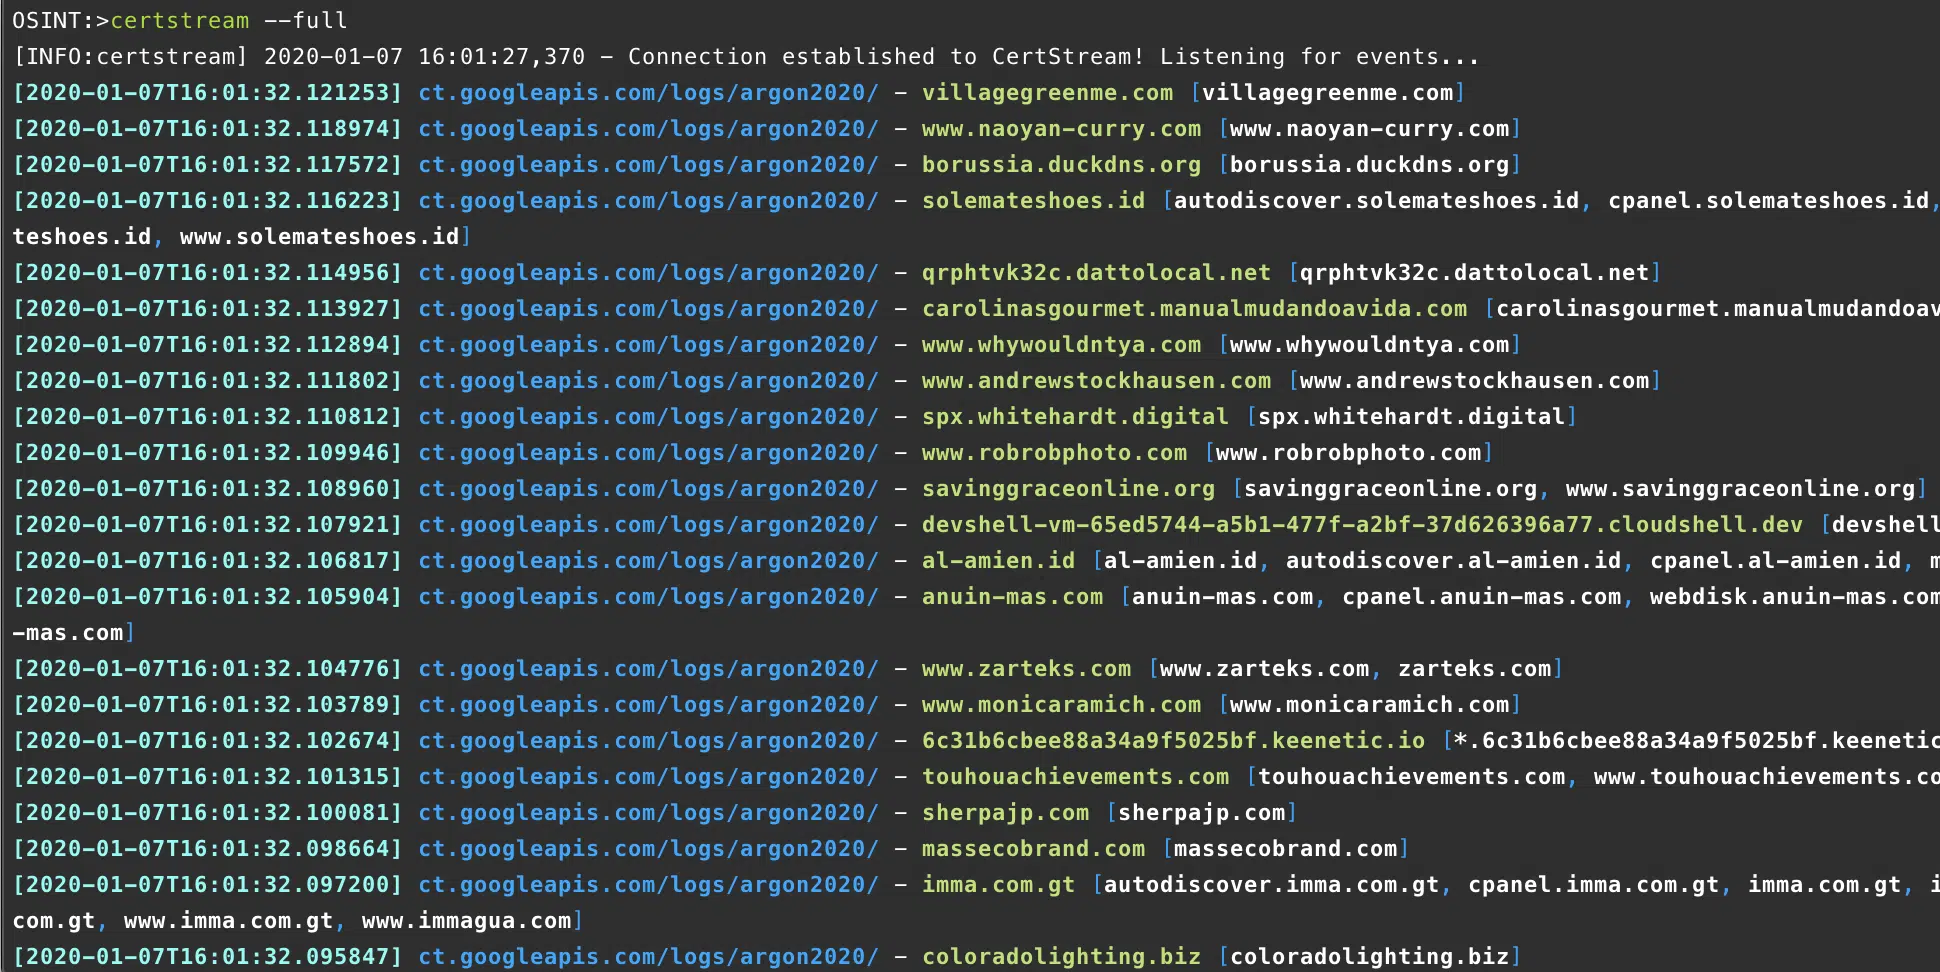 OSINT:>certstream --full
[INFO:certstream] 2020-01-07 16:01:27,370 - Connection established to CertStream! Listening for events...
[2020-01-07T16:01:32.121253] ct.googleapis.com/logs/argon2020/ - villagegreenme.com [villagegreenme.com]
[2020-01-07T16:01:32.118974] ct.googleapis.com/logs/argon2020/ - www.naoyan-curry.com [www.naoyan-curry.com]
[2020-01-07T16:01:32.117572] ct.googleapis.com/logs/argon2020/ - borussia.duckdns.org [borussia.duckdns.org]
[2020-01-07T16:01:32.116223] ct.googleapis.com/logs/argon2020/ - solemateshoes.id [autodiscover.solemateshoes.id, cpanel.solemateshoes.id,
teshoes.id, www.solemateshoes.id]
[2020-01-07T16:01:32.114956] ct.googleapis.com/logs/argon2020/ - qrphtvk32c.dattolocal.net [qrphtvk32c.dattolocal.net]
[2020-01-07T16:01:32.113927] ct.googleapis.com/logs/argon2020/ - carolinasgourmet.manualmudandoavida.com [carolinasgourmet.manualmudandoav
[2020-01-07T16:01:32.112894] ct.googleapis.com/logs/argon2020/ - www.whywouldntya.com [www.whywouldntya.com]
[2020-01-07T16:01:32.111802] ct.googleapis.com/logs/argon2020/ - www.andrewstockhausen.com [www.andrewstockhausen.com]
[2020-01-07T16:01:32.110812] ct.googleapis.com/logs/argon2020/ - spx.whitehardt.digital [spx.whitehardt.digital]
[2020-01-07T16:01:32.109946] ct.googleapis.com/logs/argon2020/ - www.robrobphoto.com [www.robrobphoto.com]
[2020-01-07T16:01:32.108960] ct.googleapis.com/logs/argon2020/ - savinggraceonline.org [savinggraceonline.org, www.savinggraceonline.org]
[2020-01-07T16:01:32.107921] ct.googleapis.com/logs/argon2020/ - devshell-vm-65ed5744-a5b1-477f-a2bf-37d626396a77.cloudshell.dev [devshell
[2020-01-07T16:01:32.106817] ct.googleapis.com/logs/argon2020/ - al-amien.id [al-amien.id, autodiscover.al-amien.id, cpanel.al-amien.id, m
[2020-01-07T16:01:32.105904] ct.googleapis.com/logs/argon2020/ - anuin-mas.com [anuin-mas.com, cpanel.anuin-mas.com, webdisk.anuin-mas.com
-mas.com]
[2020-01-07T16:01:32.104776] ct.googleapis.com/logs/argon2020/ - www.zarteks.com [www.zarteks.com, zarteks.com]
[2020-01-07T16:01:32.103789] ct.googleapis.com/logs/argon2020/ - www.monicaramich.com [www.monicaramich.com]
[2020-01-07T16:01:32.102674] ct.googleapis.com/logs/argon2020/ - 6c31b6cbee88a34a9f5025bf.keenetic.io [*.6c31b6cbee88a34a9f5025bf.keenetic
[2020-01-07T16:01:32.101315] ct.googleapis.com/logs/argon2020/ - touhouachievements.com [touhouachievements.com, www.touhouachievements.co
[2020-01-07T16:01:32.100081] ct.googleapis.com/logs/argon2020/ - sherpajp.com [sherpajp.com]
[2020-01-07T16:01:32.098664] ct.googleapis.com/logs/argon2020/ - massecobrand.com [massecobrand.com]
[2020-01-07T16:01:32.097200] ct.googleapis.com/logs/argon2020/ - imma.com.gt [autodiscover.imma.com.gt, cpanel.imma.com.gt, imma.com.gt, i
com.gt, www.imma.com.gt, www.immagua.com]
[2020-01-07T16:01:32.095847] ct.googleapis.com/logs/argon2020/ - coloradolighting.biz [coloradolighting.biz]